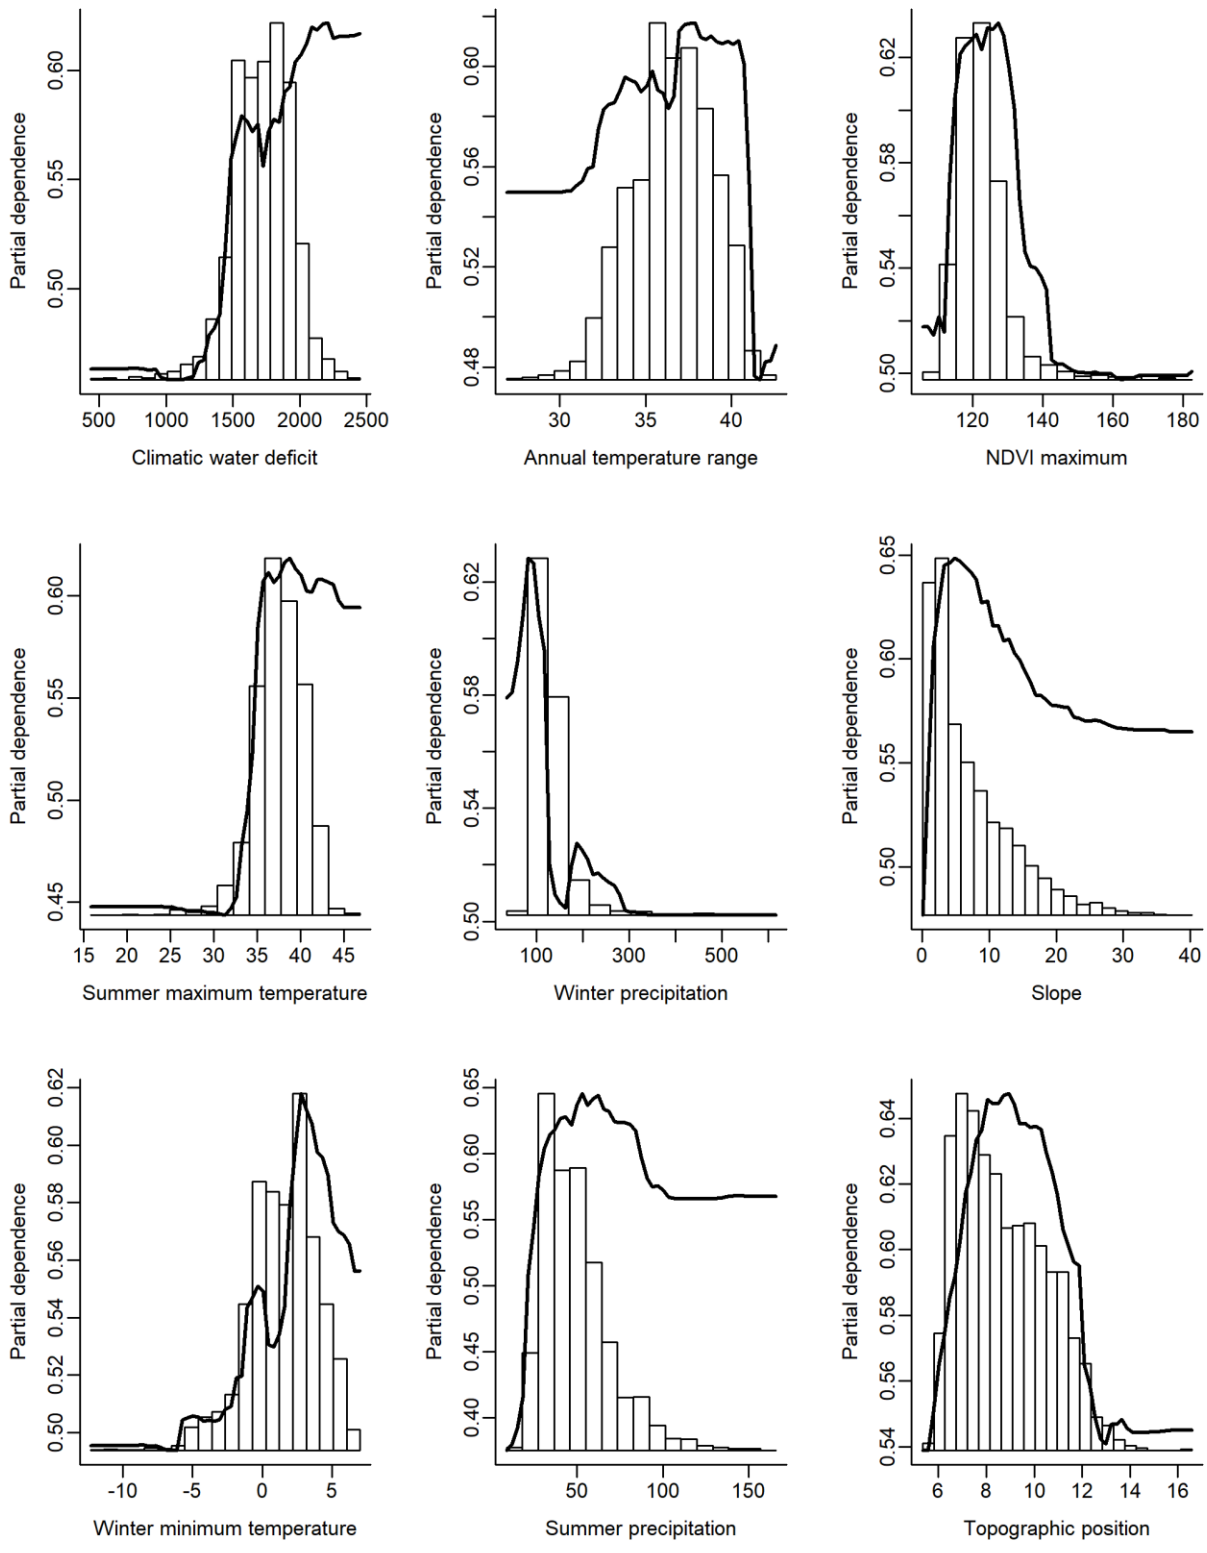 Partial dependence
0.50 0.55 0.60
500 1000 1500 2000 2500
Climatic water deficit
Partial dependence
0.48 0.52 0.56 0.60
30 35 40
Annual temperature range
Partial dependence
0.50 0.54 0.58 0.62
120 140 160 180
NDVI maximum
Partial dependence
0.45 0.50 0.55 0.60
15 20 25 30 35 40 45
Summer maximum temperature
Partial dependence
0.50 0.54 0.58 0.62
100 300 500
Winter precipitation
Partial dependence
0.50 0.55 0.60 0.65
0 10 20 30 40
Slope
Partial dependence
0.50 0.52 0.54 0.56 0.58 0.60 0.62
-10 -5 0 5
Winter minimum temperature
Partial dependence
0.40 0.45 0.50 0.55 0.60 0.65
50 100 150
Summer precipitation
Partial dependence
0.54 0.56 0.58 0.60 0.62 0.64
6 8 10 12 14 16
Topographic position